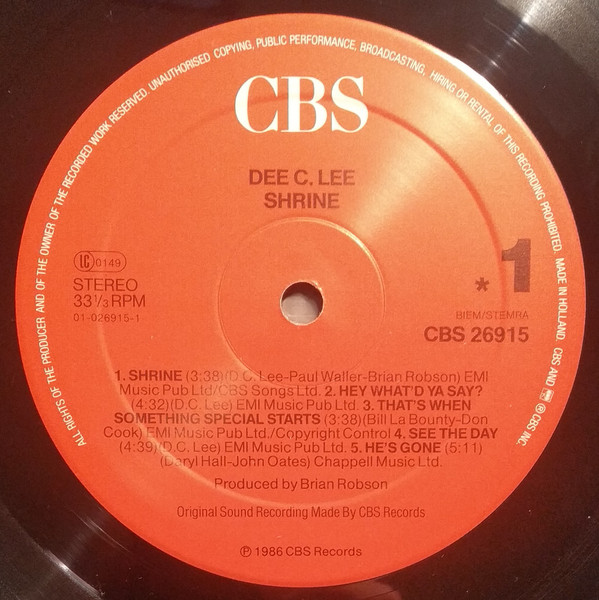 ALL RIGHTS OF THE PRODUCER AND OF THE OWNER OF THE RECORDED WORK RESERVED. UNAUTHORISED COPYING, PUBLIC PERFORMANCE, BROADCASTING, HIRING OR RENTAL OF THIS RECORDING PROHIBITED. MADE IN HOLLAND. CBS AND ® CBS INC.
CBS
DEE C. LEE
SHRINE
LC 0149
STEREO
33 1/3 RPM
01-026915-1
* 1
BIEM/STEMRA
CBS 26915
1. SHRINE (3:38)(D.C. Lee-Paul Waller-Brian Robson) EMI
Music Pub Ltd/CBS Songs Ltd. 2. HEY WHAT'D YA SAY?
(4:32)(D.C. Lee) EMI Music Pub Ltd. 3. THAT'S WHEN
SOMETHING SPECIAL STARTS (3:38)(Bill La Bounty-Don
Cook) EMI Music Pub Ltd./Copyright Control 4. SEE THE DAY
(4:39)(D.C. Lee) EMI Music Pub Ltd. 5. HE'S GONE (5:11)
(Daryl Hall-John Oates) Chappell Music Ltd.
Produced by Brian Robson
Original Sound Recording Made By CBS Records
℗ 1986 CBS Records